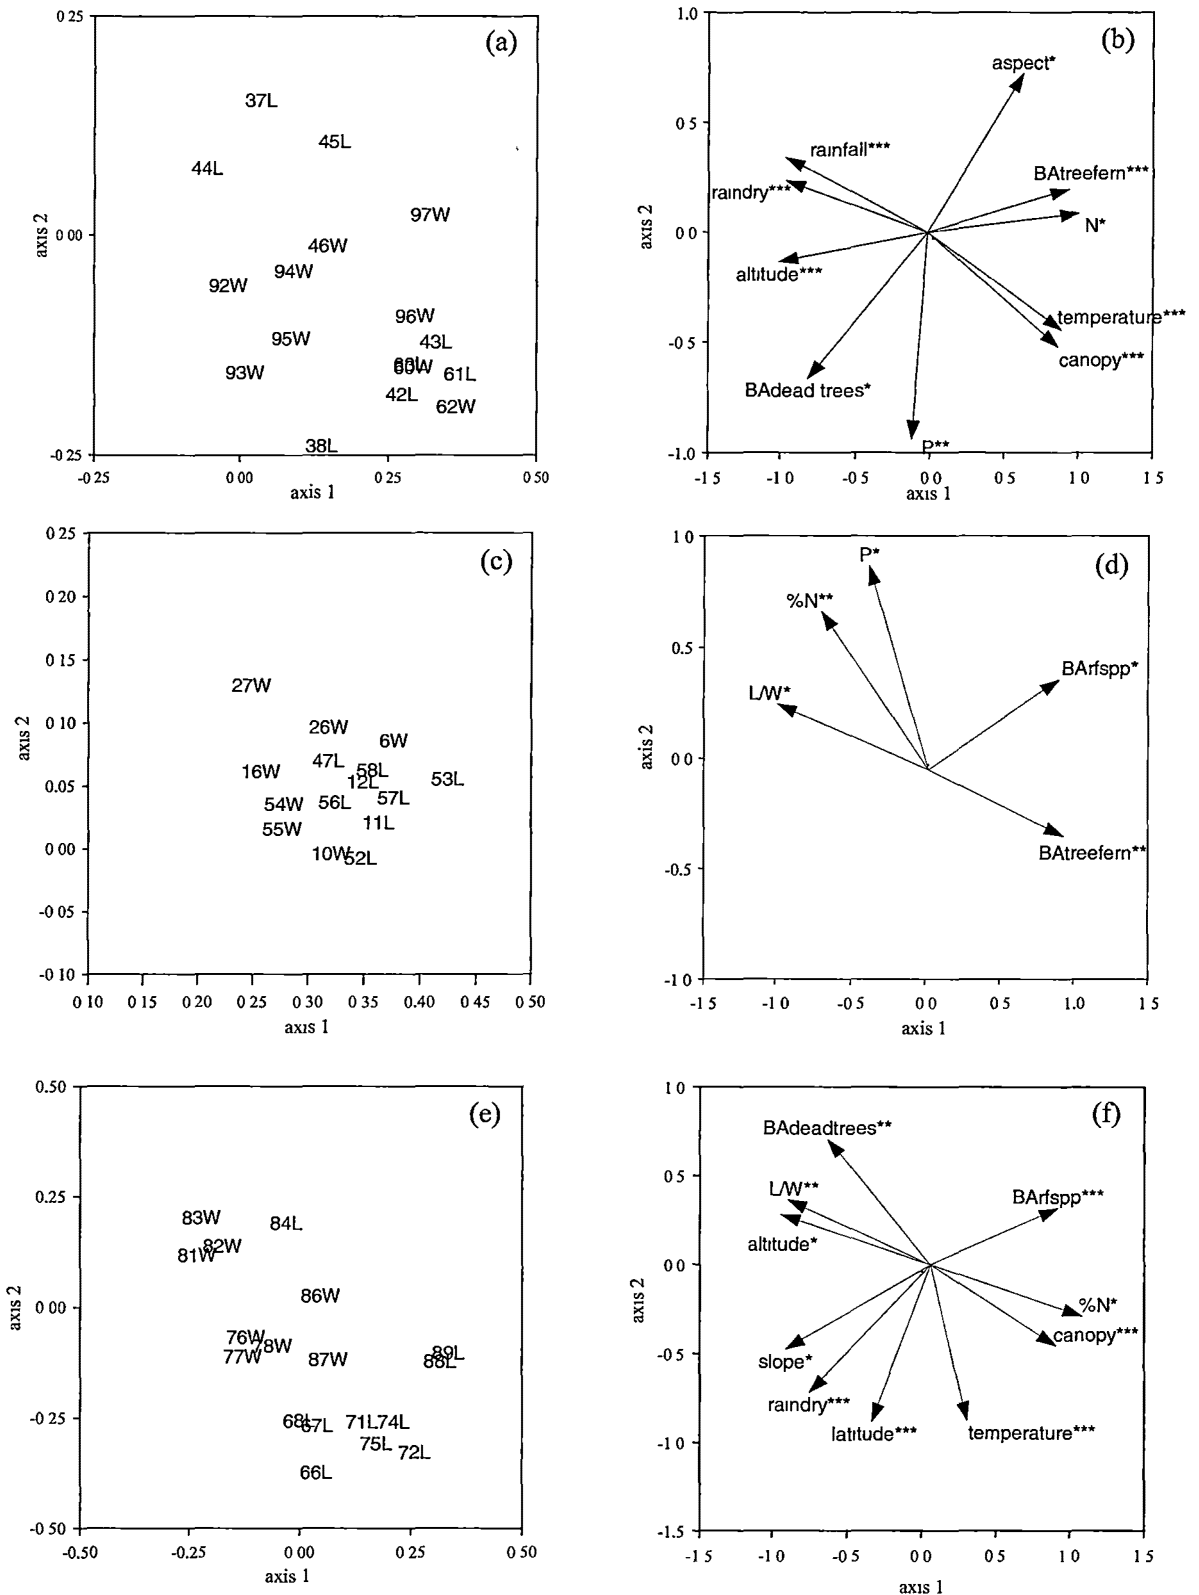 (a)
0 25
0 00
-0 25
axis 2
37L
45L
44L
97W
46W
94W
92W
96W
95W
43L
60W
93W
61L
42L
62W
38L
-0 25
0 00
0 25
0 50
axis 1
(b)
1.0
0 5
0 0
-0.5
-1.0
axis 2
aspect*
rainfall***
BAtreefern***
raindry***
N*
altitude***
temperature***
canopy***
BAdead trees*
P**
-1 5
-1 0
-0 5
0 0
0 5
1 0
1.5
axis 1
(c)
0 25
0 20
0 15
0 10
0 05
0 00
-0 05
-0 10
axis 2
27W
26W
6W
47L
16W
58L
12L
53L
54W
56L
57L
55W
11L
10W
52L
0 10
0 15
0 20
0 25
0.30
0.35
0.40
0 45
0 50
axis 1
(d)
1 0
0.5
0 0
-0.5
-1 0
axis 2
P*
%N**
BArfspp*
L/W*
BAtreefern**
-1 5
-1 0
-0 5
0 0
0 5
1.0
1 5
axis 1
(e)
0.50
0.25
0.00
-0.25
-0 50
axis 2
83W
84L
82W
81W
86W
76W
78W
77W
87W
89L
88L
68L
67L
71L
74L
75L
72L
66L
-0.50
-0.25
0 00
0 25
0 50
axis 1
(f)
1 0
0 5
0 0
-0 5
-1 0
-1.5
axis 2
BAdeadtrees**
L/W**
BArfspp***
altitude*
%N*
canopy***
slope*
raindry***
latitude***
temperature***
-1 5
-1 0
-0 5
0 0
0 5
1 0
1 5
axis 1